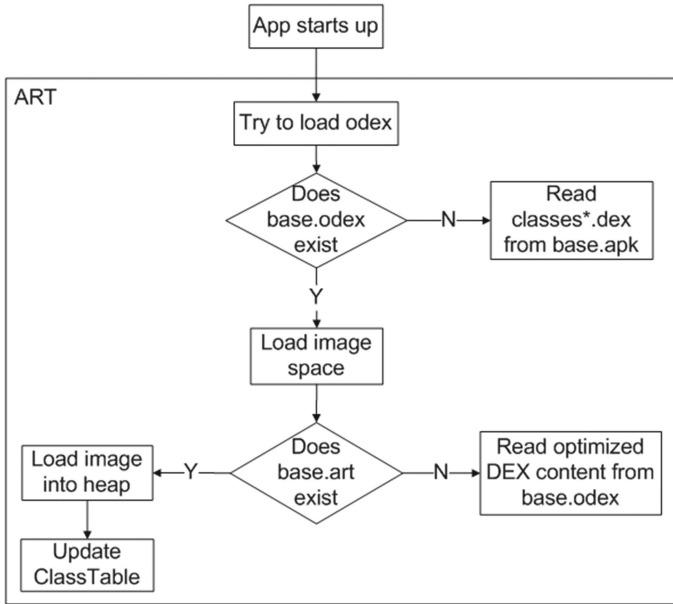 App starts up
ART
Try to load odex
Does
base.odex
exist
N
Read
classes*.dex
from base.apk
Y
Load image
space
Does
base.art
exist
Y
Load image
into heap
N
Read optimized
DEX content from
base.odex
Update
ClassTable